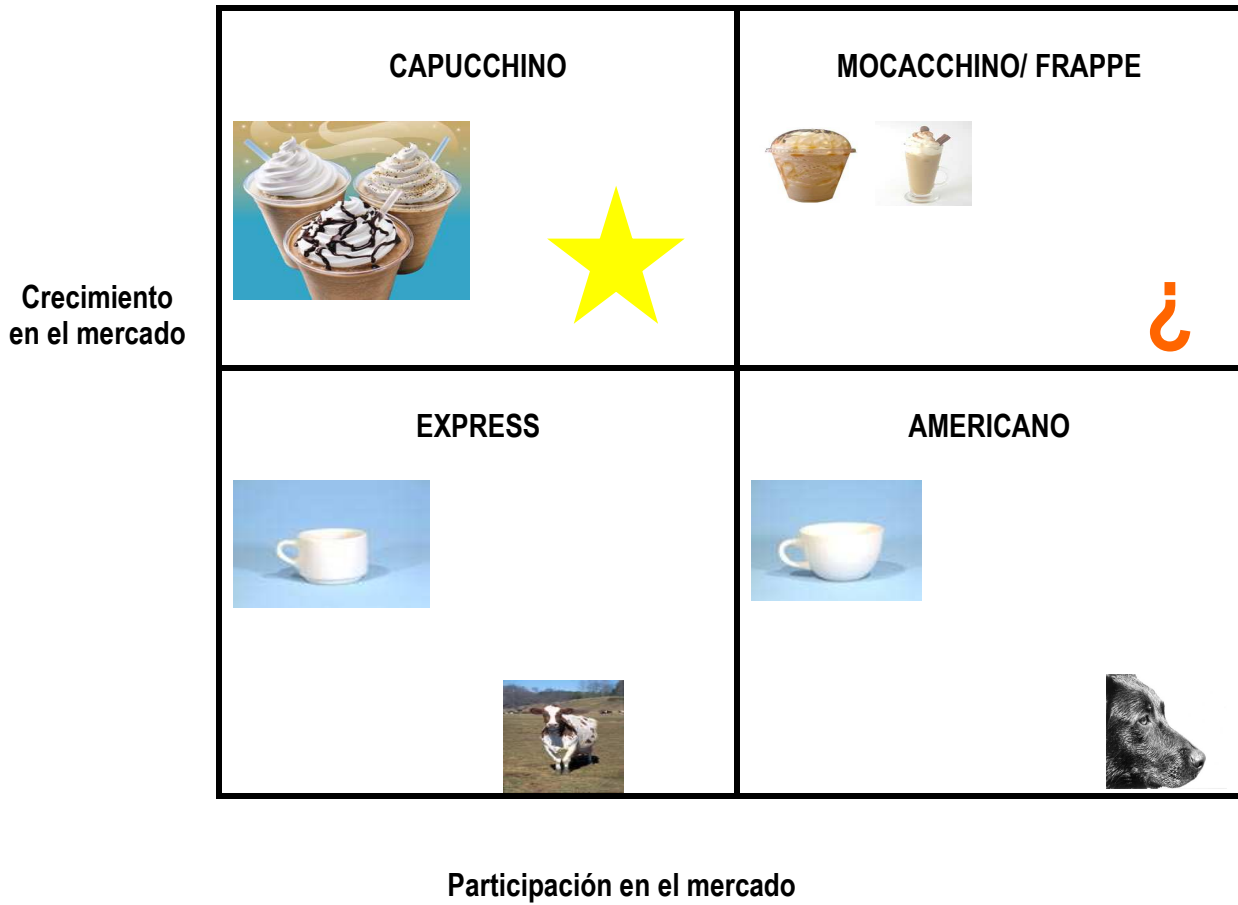 CAPUCCHINO
MOCACCHINO/ FRAPPE
¿
Crecimiento
en el mercado
EXPRESS
AMERICANO
Participación en el mercado